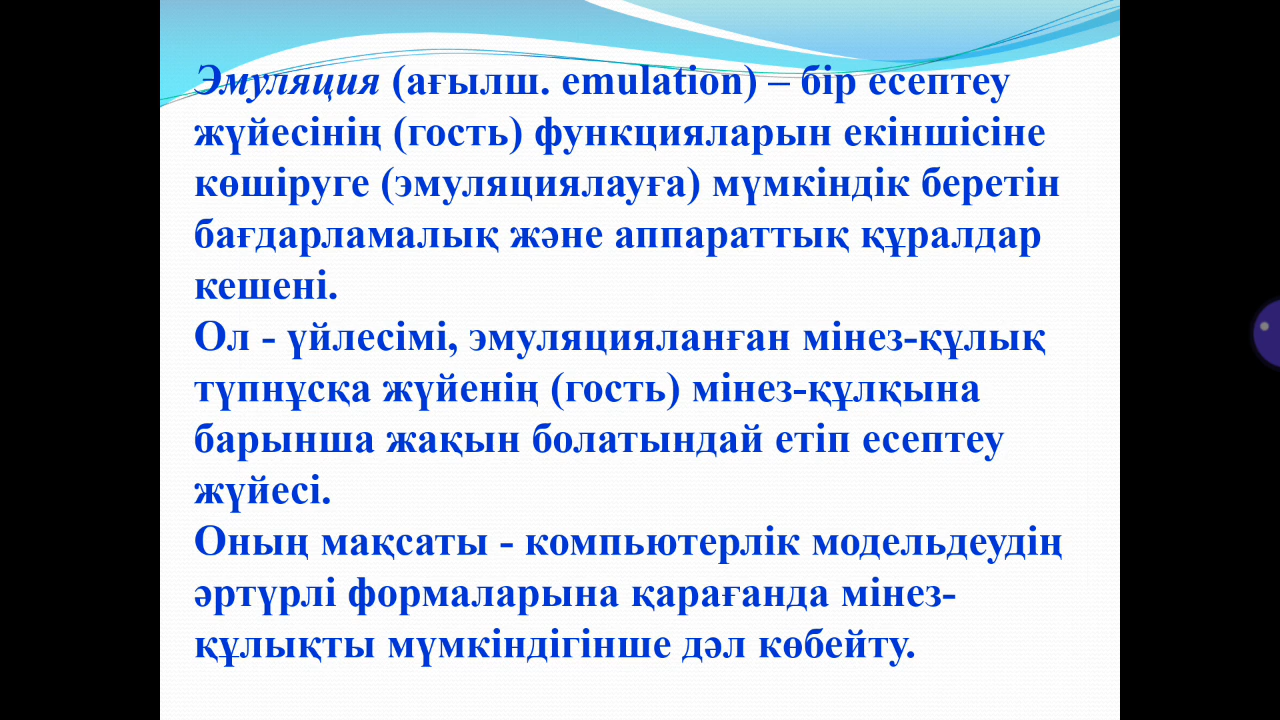 Эмуляция (ағылш. emulation) – бір есептеу
жүйесінің (гость) функцияларын екіншісіне
көшіруге (эмуляциялауға) мүмкіндік беретін
бағдарламалық және аппараттық құралдар
кешені.
Ол - үйлесімі, эмуляцияланған мінез-құлық
түпнұсқа жүйенің (гость) мінез-құлқына
барынша жақын болатындай етіп есептеу
жүйесі.
Оның мақсаты - компьютерлік модельдеудің
әртүрлі формаларына қарағанда мінез-
құлықты мүмкіндігінше дәл көбейту.